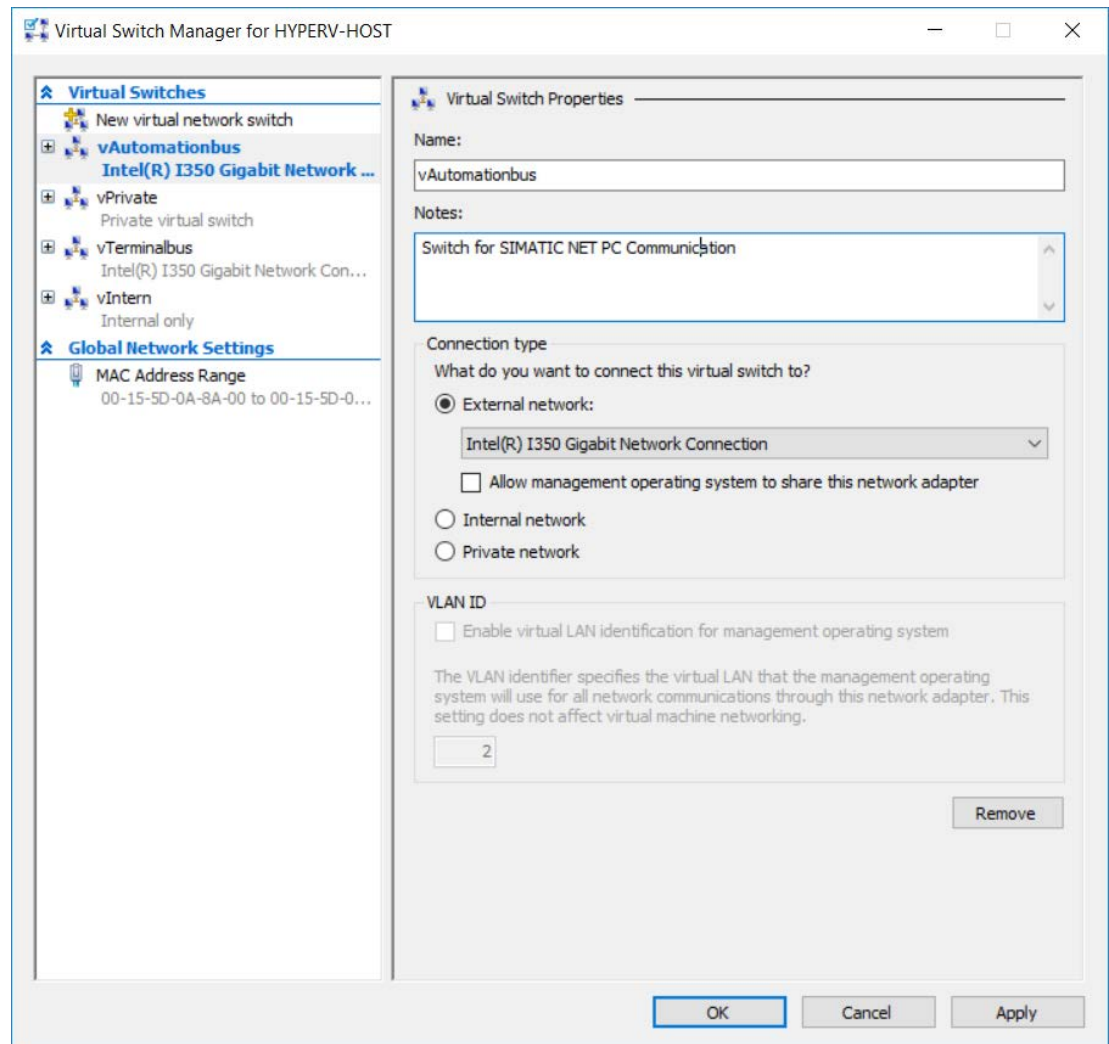 Virtual Switch Manager for HYPERV-HOST
Virtual Switches
New virtual network switch
vAutomationbus
Intel(R) I350 Gigabit Network ...
vPrivate
Private virtual switch
vTerminalbus
Intel(R) I350 Gigabit Network Con...
vIntern
Internal only
Global Network Settings
MAC Address Range
00-15-5D-0A-8A-00 to 00-15-5D-0...
Virtual Switch Properties
Name:
vAutomationbus
Notes:
Switch for SIMATIC NET PC Communication
Connection type
What do you want to connect this virtual switch to?
External network:
Intel(R) I350 Gigabit Network Connection
Allow management operating system to share this network adapter
Internal network
Private network
VLAN ID
Enable virtual LAN identification for management operating system
The VLAN identifier specifies the virtual LAN that the management operating
system will use for all network communications through this network adapter. This
setting does not affect virtual machine networking.
2
Remove
OK
Cancel
Apply